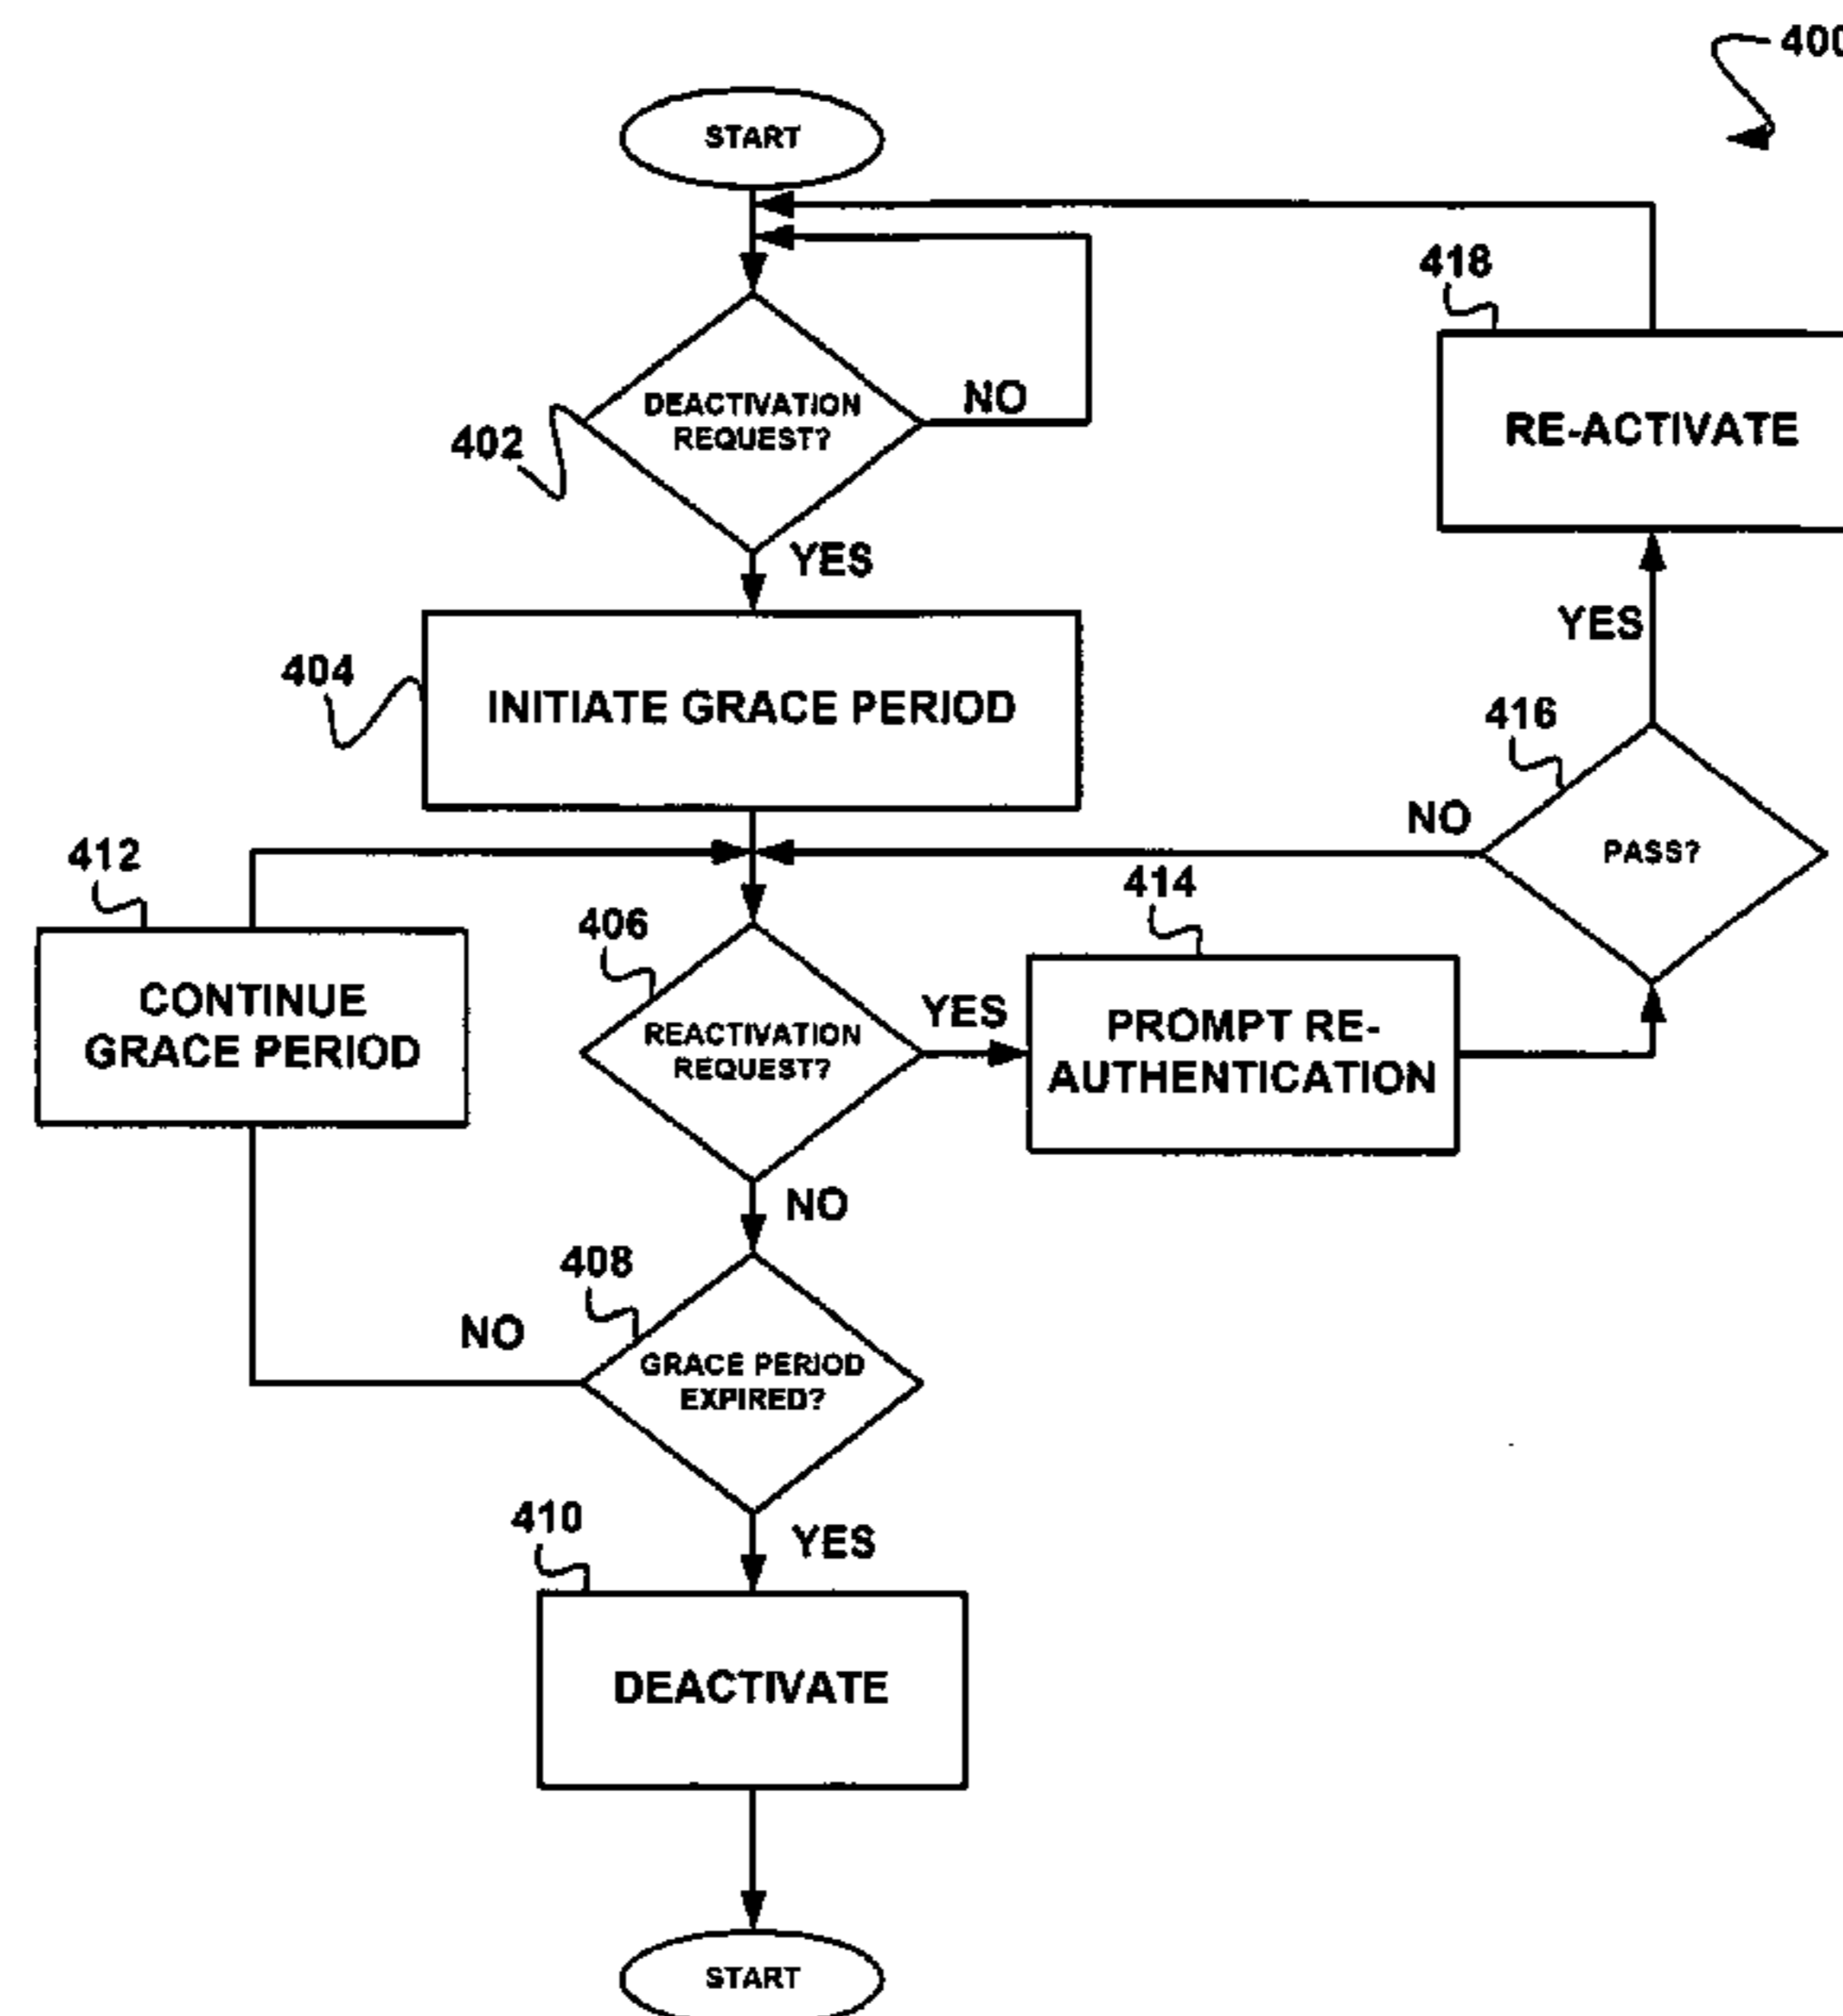 400
START
418
DEACTIVATION
REQUEST?
NO
402
RE-ACTIVATE
YES
YES
404
INITIATE GRACE PERIOD
416
NO
PASS?
412
414
406
CONTINUE
GRACE PERIOD
REACTIVATION
REQUEST?
YES
PROMPT RE-
AUTHENTICATION
NO
408
NO
GRACE PERIOD
EXPIRED?
410
YES
DEACTIVATE
START